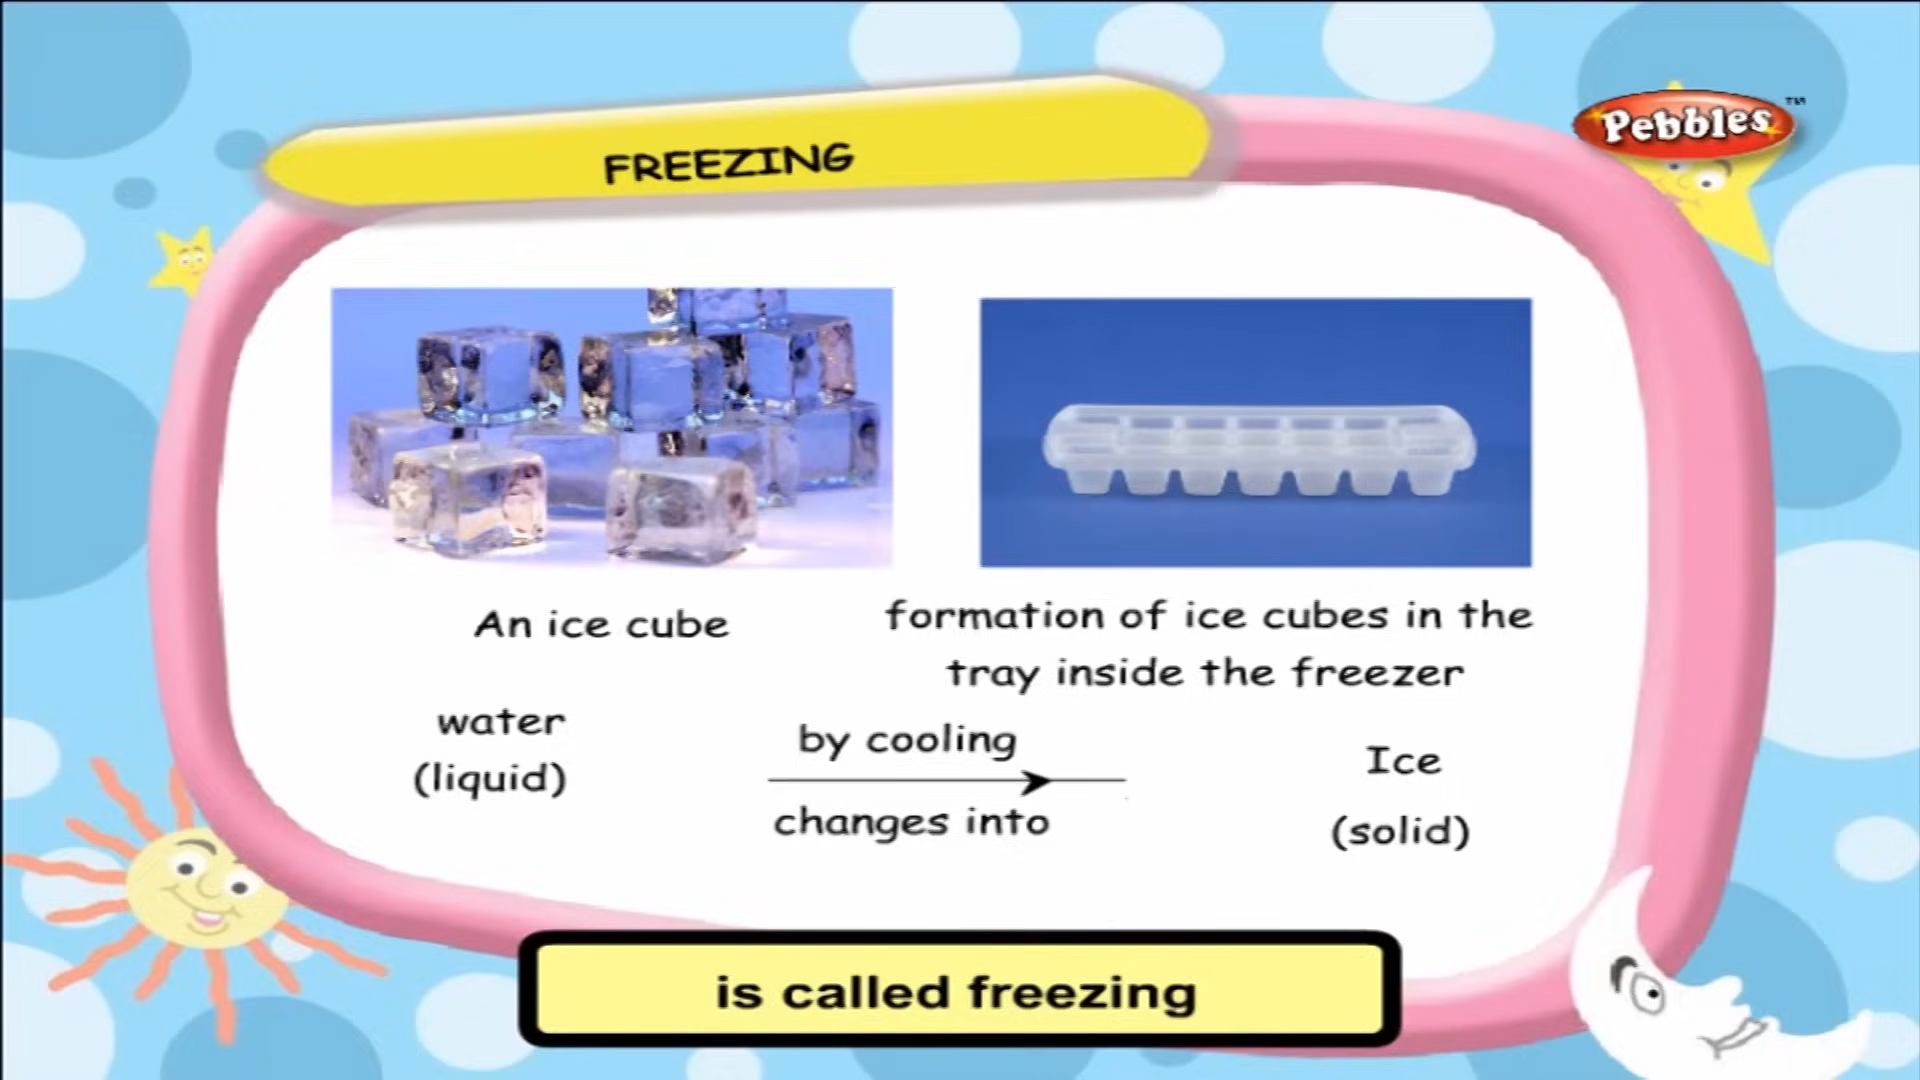 Pebbles™
FREEZING
An ice cube
formation of ice cubes in the
tray inside the freezer
water
(liquid)
by cooling
changes into
Ice
(solid)
is called freezing